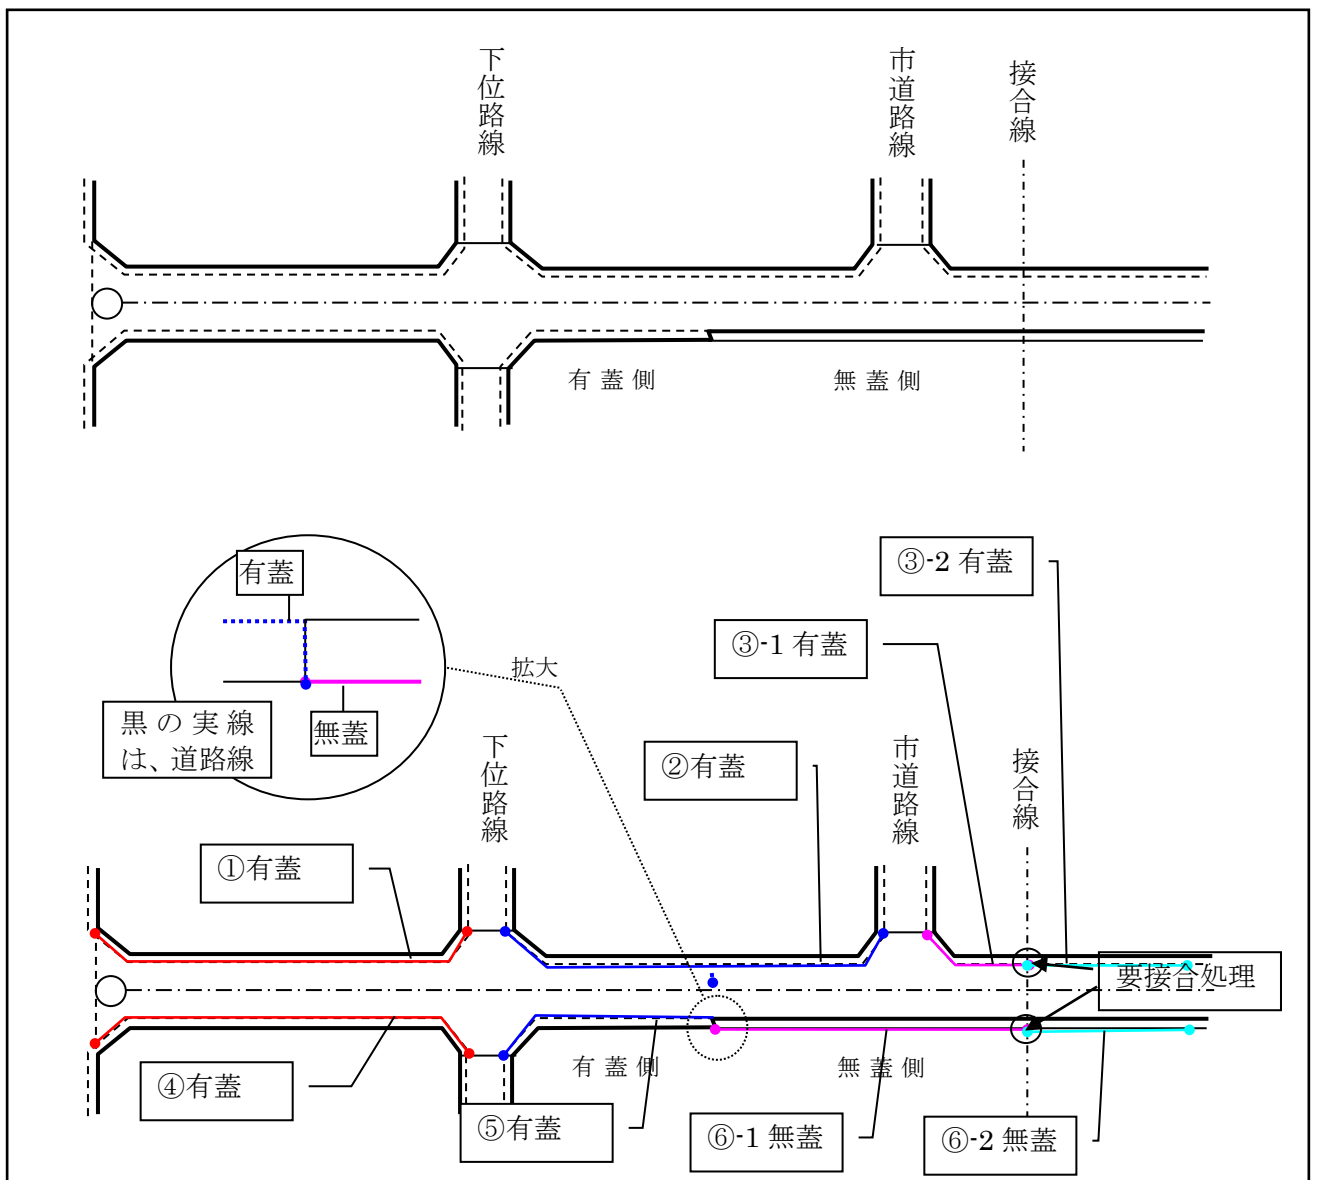 下位路線
市道路線
接合線
有蓋側
無蓋側
有蓋
③-2 有蓋
③-1 有蓋
拡大
黒の実線
は、道路線
無蓋
下位路線
②有蓋
市道路線
接合線
①有蓋
要接合処理
有蓋側
無蓋側
④有蓋
⑤有蓋
⑥-1 無蓋
⑥-2 無蓋